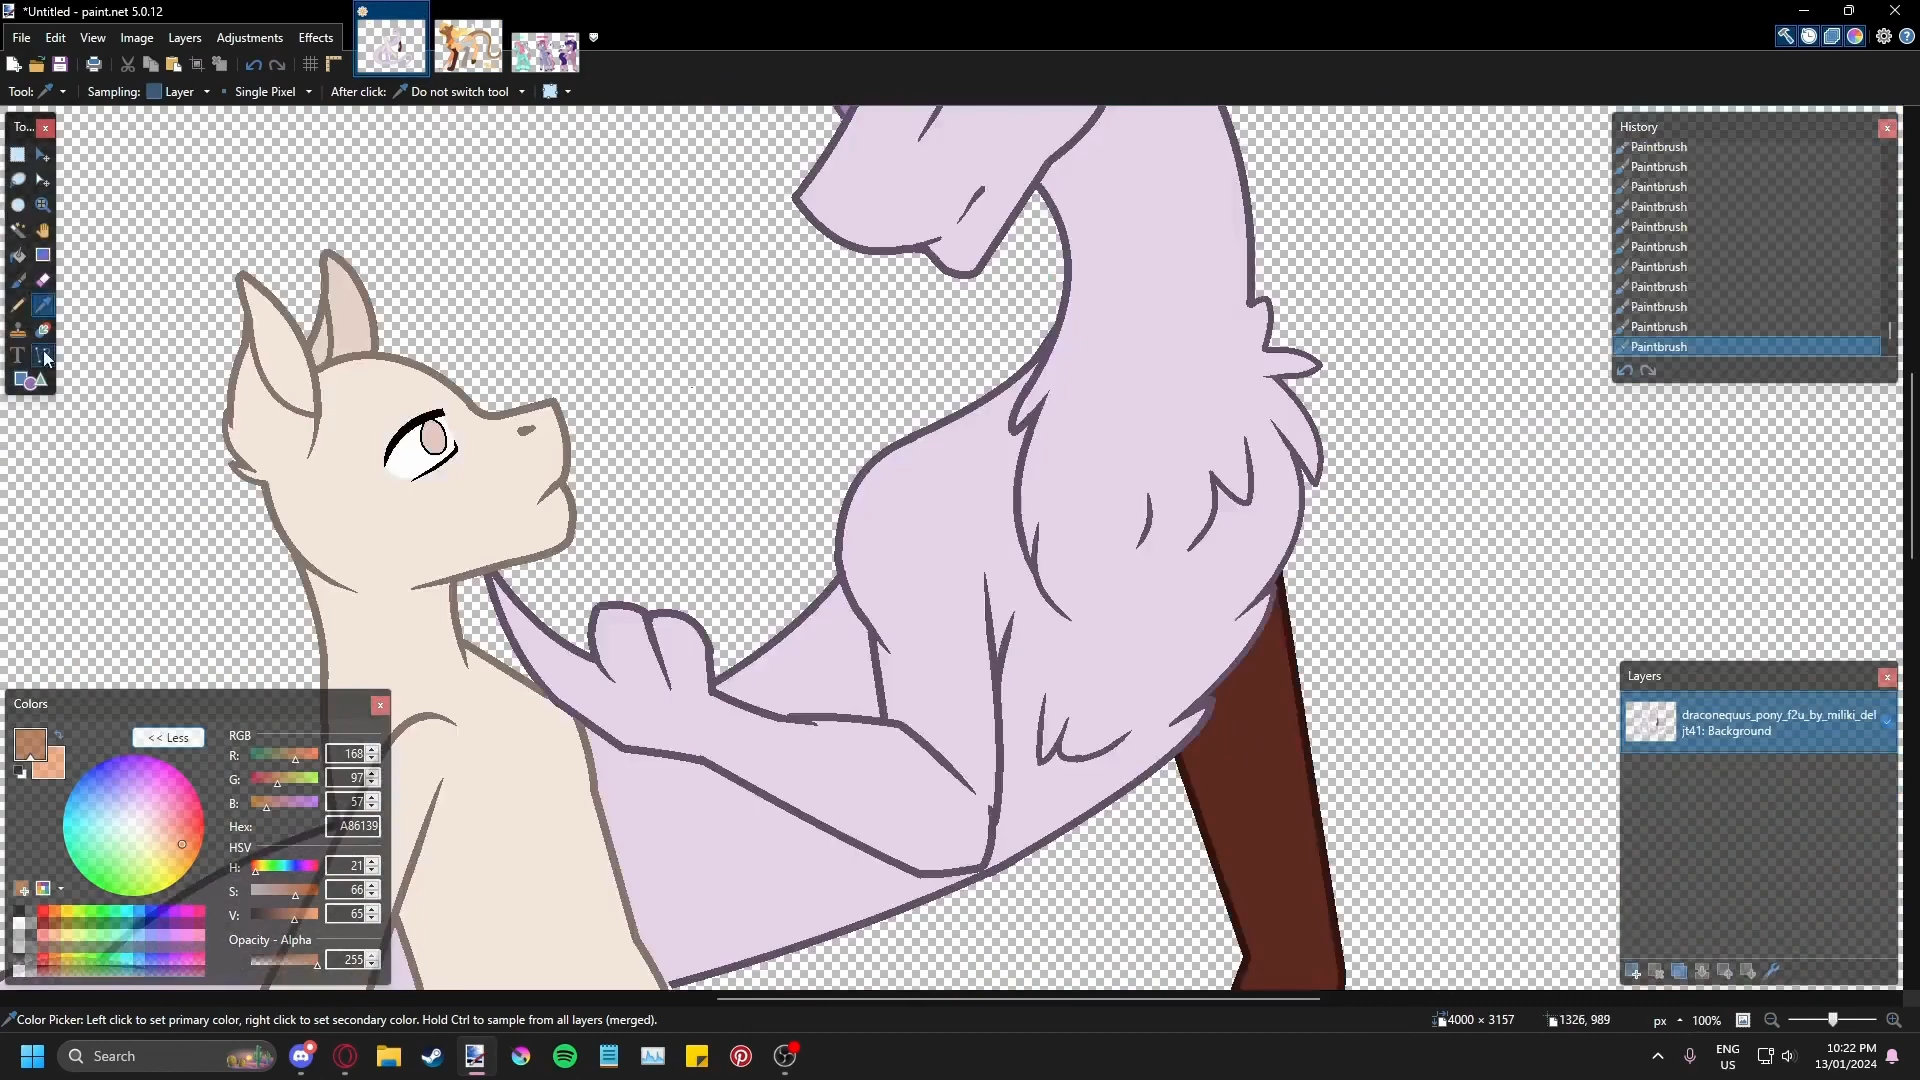 *Untitled - paint.net 5.0.12
File Edit View Image Layers Adjustments Effects
Tool: Sampling: Layer Single Pixel After click: Do not switch tool
To...
History
Paintbrush
Paintbrush
Paintbrush
Paintbrush
Paintbrush
Paintbrush
Paintbrush
Paintbrush
Paintbrush
Paintbrush
Paintbrush
Layers
draconequus_pony_f2u_by_miliki_del
jt41: Background
Colors
<< Less
RGB
R: 168
G: 97
B: 57
Hex: A86139
HSV
H: 21
S: 66
V: 65
Opacity - Alpha
255
Color Picker: Left click to set primary color, right click to set secondary color. Hold Ctrl to sample from all layers (merged).
4000 × 3157 1326, 989 px 100%
Search
ENG
US
10:22 PM
13/01/2024